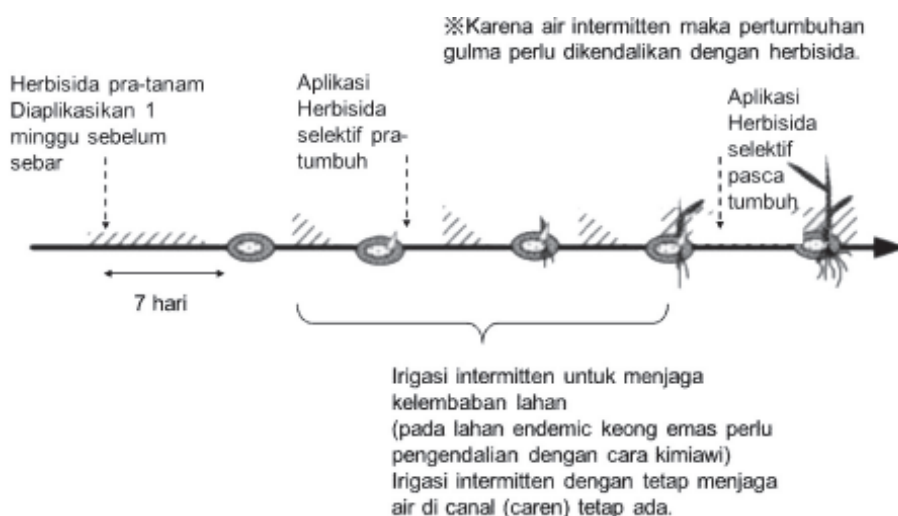 ※Karena air intermitten maka pertumbuhan
gulma perlu dikendalikan dengan herbisida.
Herbisida pra-tanam
Diaplikasikan 1
minggu sebelum
sebar
Aplikasi
Herbisida
selektif pra-
tumbuh
Aplikasi
Herbisida
selektif
pasca
tumbuh
7 hari
Irigasi intermitten untuk menjaga
kelembaban lahan
(pada lahan endemic keong emas perlu
pengendalian dengan cara kimiawi)
Irigasi intermitten dengan tetap menjaga
air di canal (caren) tetap ada.